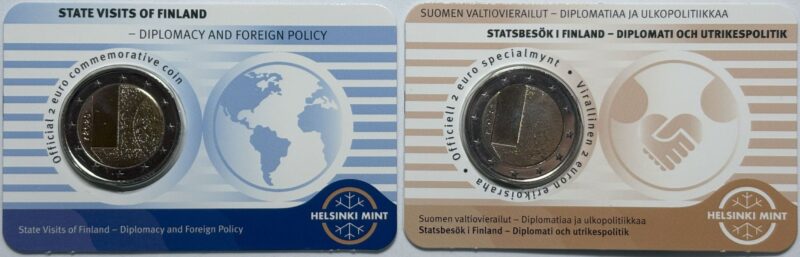 STATE VISITS OF FINLAND
– DIPLOMACY AND FOREIGN POLICY
Official 2 euro commemorative coin
HELSINKI MINT
State Visits of Finland – Diplomacy and Foreign Policy
SUOMEN VALTIOVIERAILUT – DIPLOMATIAA JA ULKOPOLITIIKKAA
STATSBESÖK I FINLAND – DIPLOMATI OCH UTRIKESPOLITIK
Officiell 2 euro specialmynt • Virallinen 2 euron erikoisraha •
HELSINKI MINT
Suomen valtiovierailut – Diplomatiaa ja ulkopolitiikkaa
Statsbesök i Finland – Diplomati och utrikespolitik